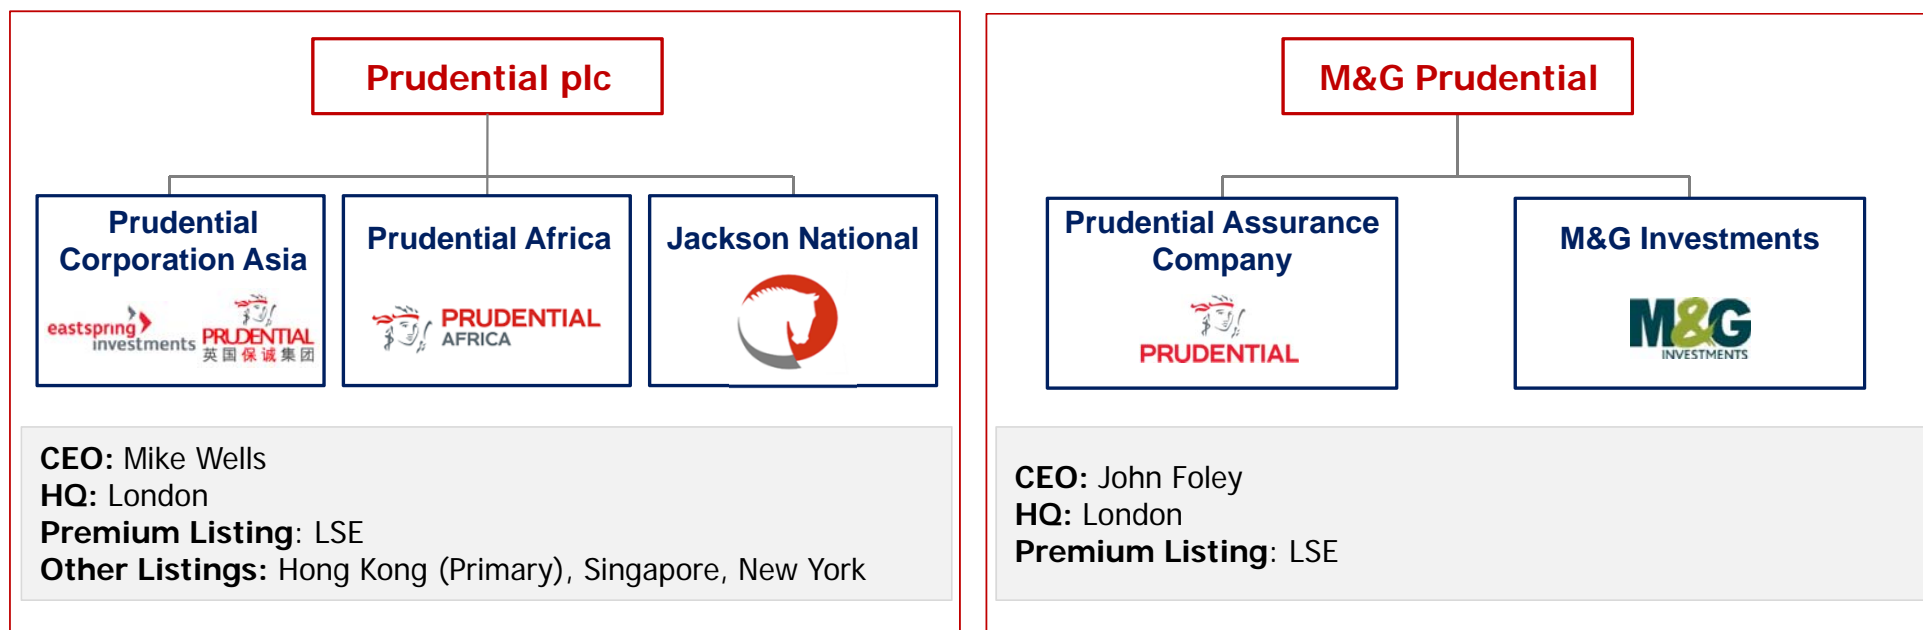 Prudential plc
Prudential
Corporation Asia
eastspring
investments
PRUDENTIAL
英国保诚集团
Prudential Africa
PRUDENTIAL
AFRICA
Jackson National
CEO: Mike Wells
HQ: London
Premium Listing: LSE
Other Listings: Hong Kong (Primary), Singapore, New York
M&G Prudential
Prudential Assurance
Company
PRUDENTIAL
M&G Investments
M&G
INVESTMENTS
CEO: John Foley
HQ: London
Premium Listing: LSE